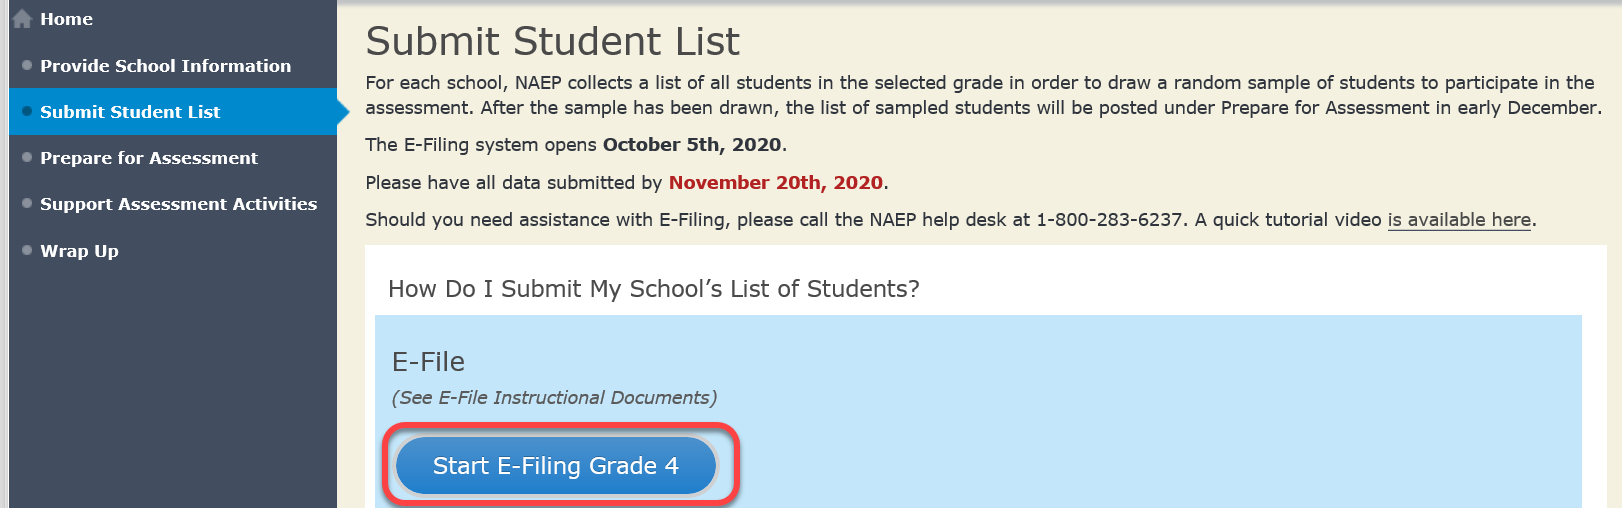 Home
Provide School Information
Submit Student List
Prepare for Assessment
Support Assessment Activities
Wrap Up
Submit Student List
For each school, NAEP collects a list of all students in the selected grade in order to draw a random sample of students to participate in the
assessment. After the sample has been drawn, the list of sampled students will be posted under Prepare for Assessment in early December.
The E-Filing system opens October 5th, 2020.
Please have all data submitted by November 20th, 2020.
Should you need assistance with E-Filing, please call the NAEP help desk at 1-800-283-6237. A quick tutorial video is available here.
How Do I Submit My School’s List of Students?
E-File
(See E-File Instructional Documents)
Start E-Filing Grade 4